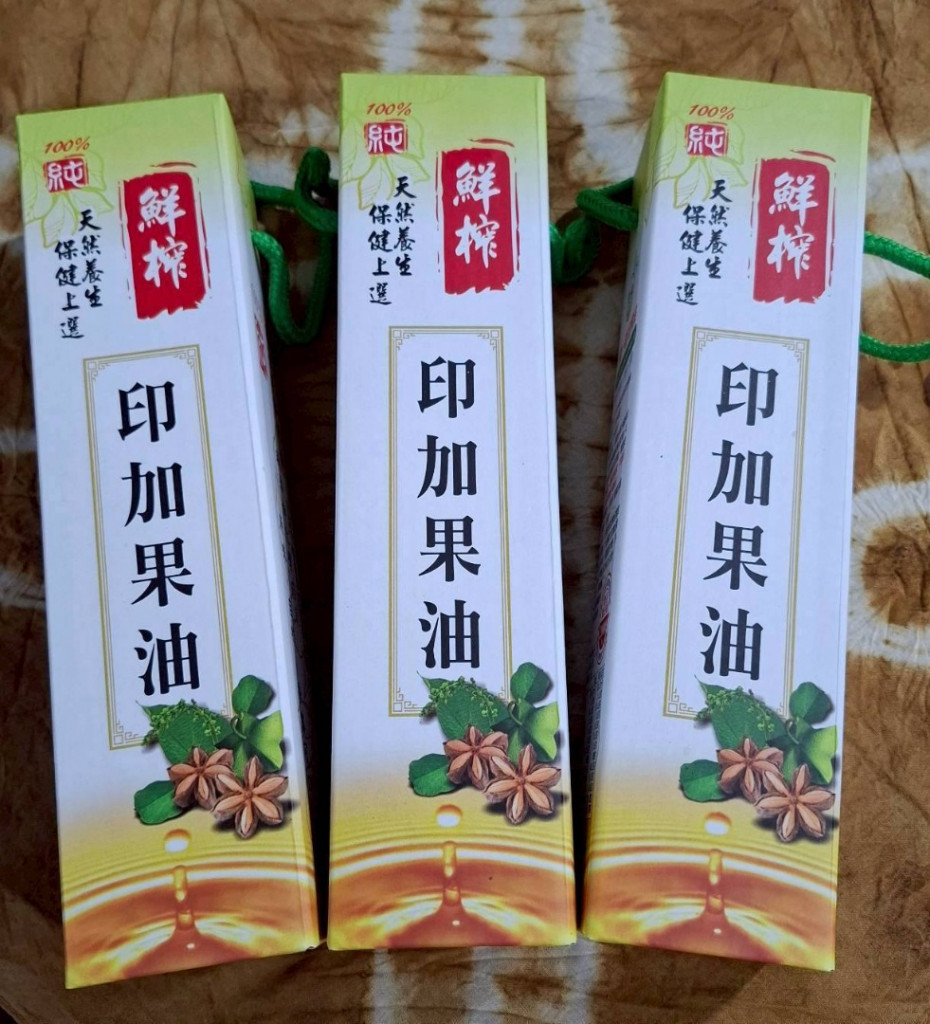 100%
純
鮮榨
天然養生
保健上選
印加果油
100%
純
鮮榨
天然養生
保健上選
印加果油
100%
純
鮮榨
天然養生
保健上選
印加果油